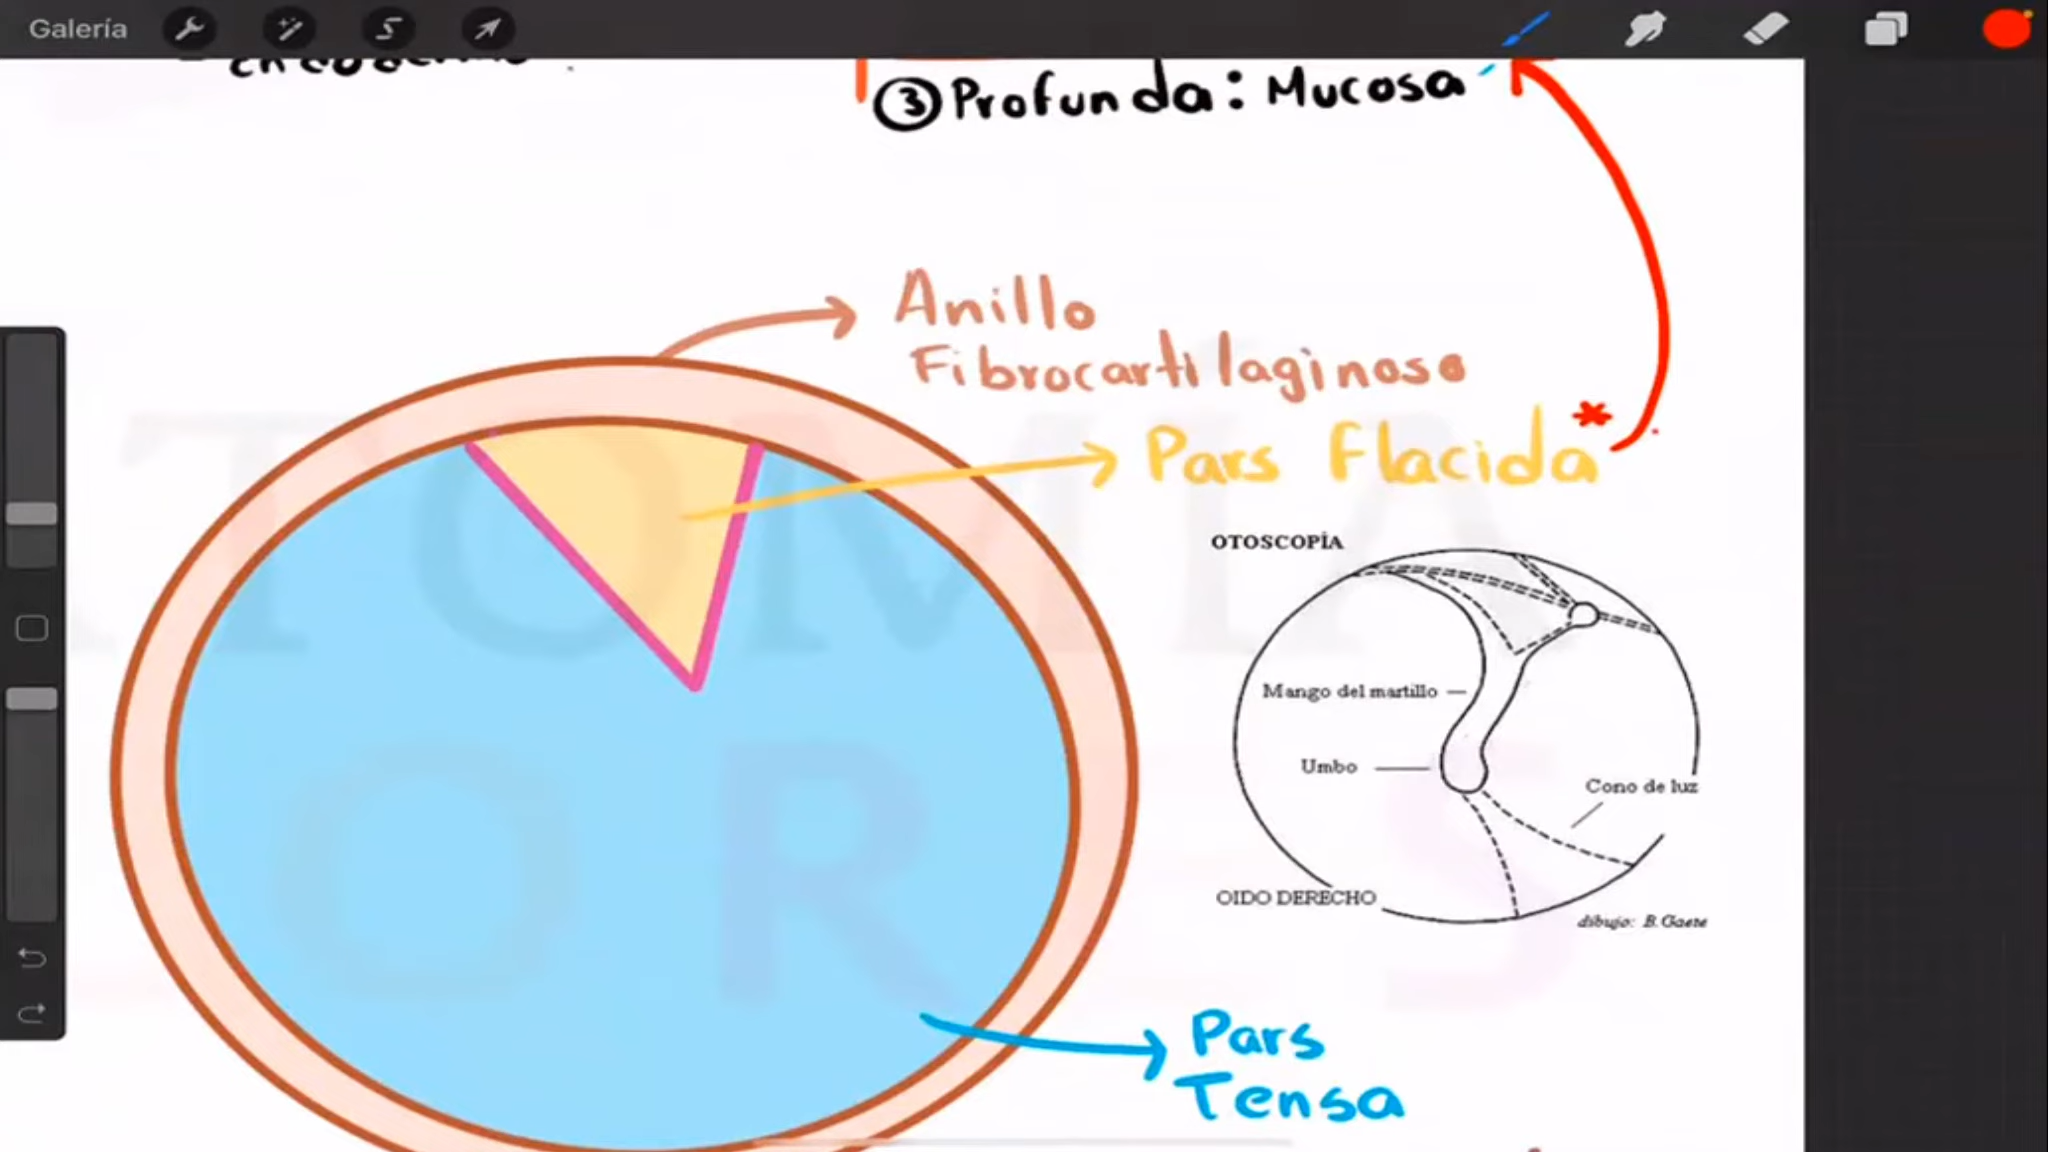 Galería
③ Profunda: Mucosa
Anillo
Fibrocartilaginoso
Pars Flacida*
OTOSCOPÌA
Mango del martillo
Umbo
Cono de luz
OIDO DERECHO
dibujo: B. Gaete
Pars
Tensa